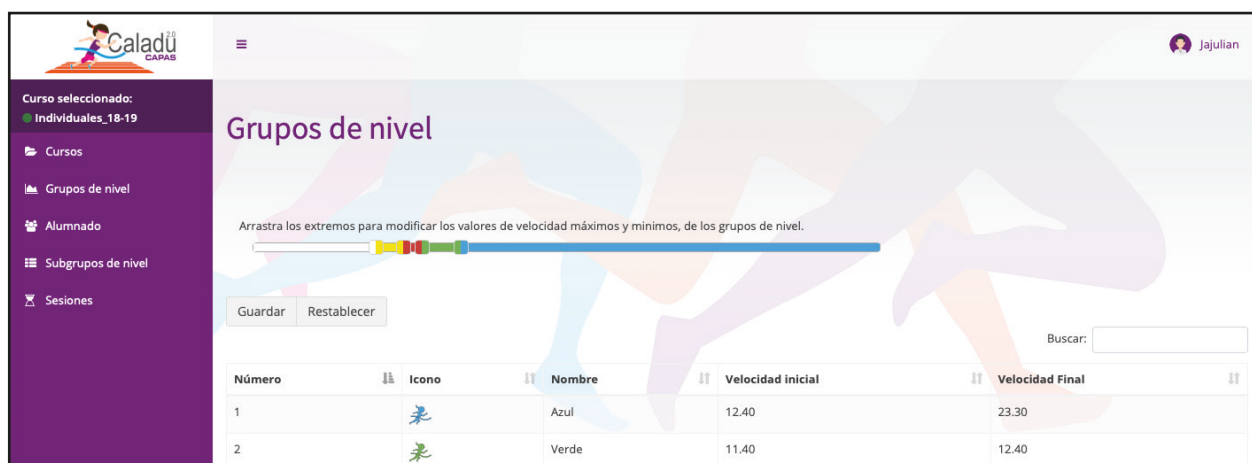 Caladü 2.0
CAPAS
Jajulian
Curso seleccionado:
Individuales_18-19
Cursos
Grupos de nivel
Alumnado
Subgrupos de nivel
Sesiones
Grupos de nivel
Arrastra los extremos para modificar los valores de velocidad máximos y minimos, de los grupos de nivel.
Guardar Restablecer
Buscar:
Número Icono Nombre Velocidad inicial Velocidad Final
1 Azul 12.40 23.30
2 Verde 11.40 12.40